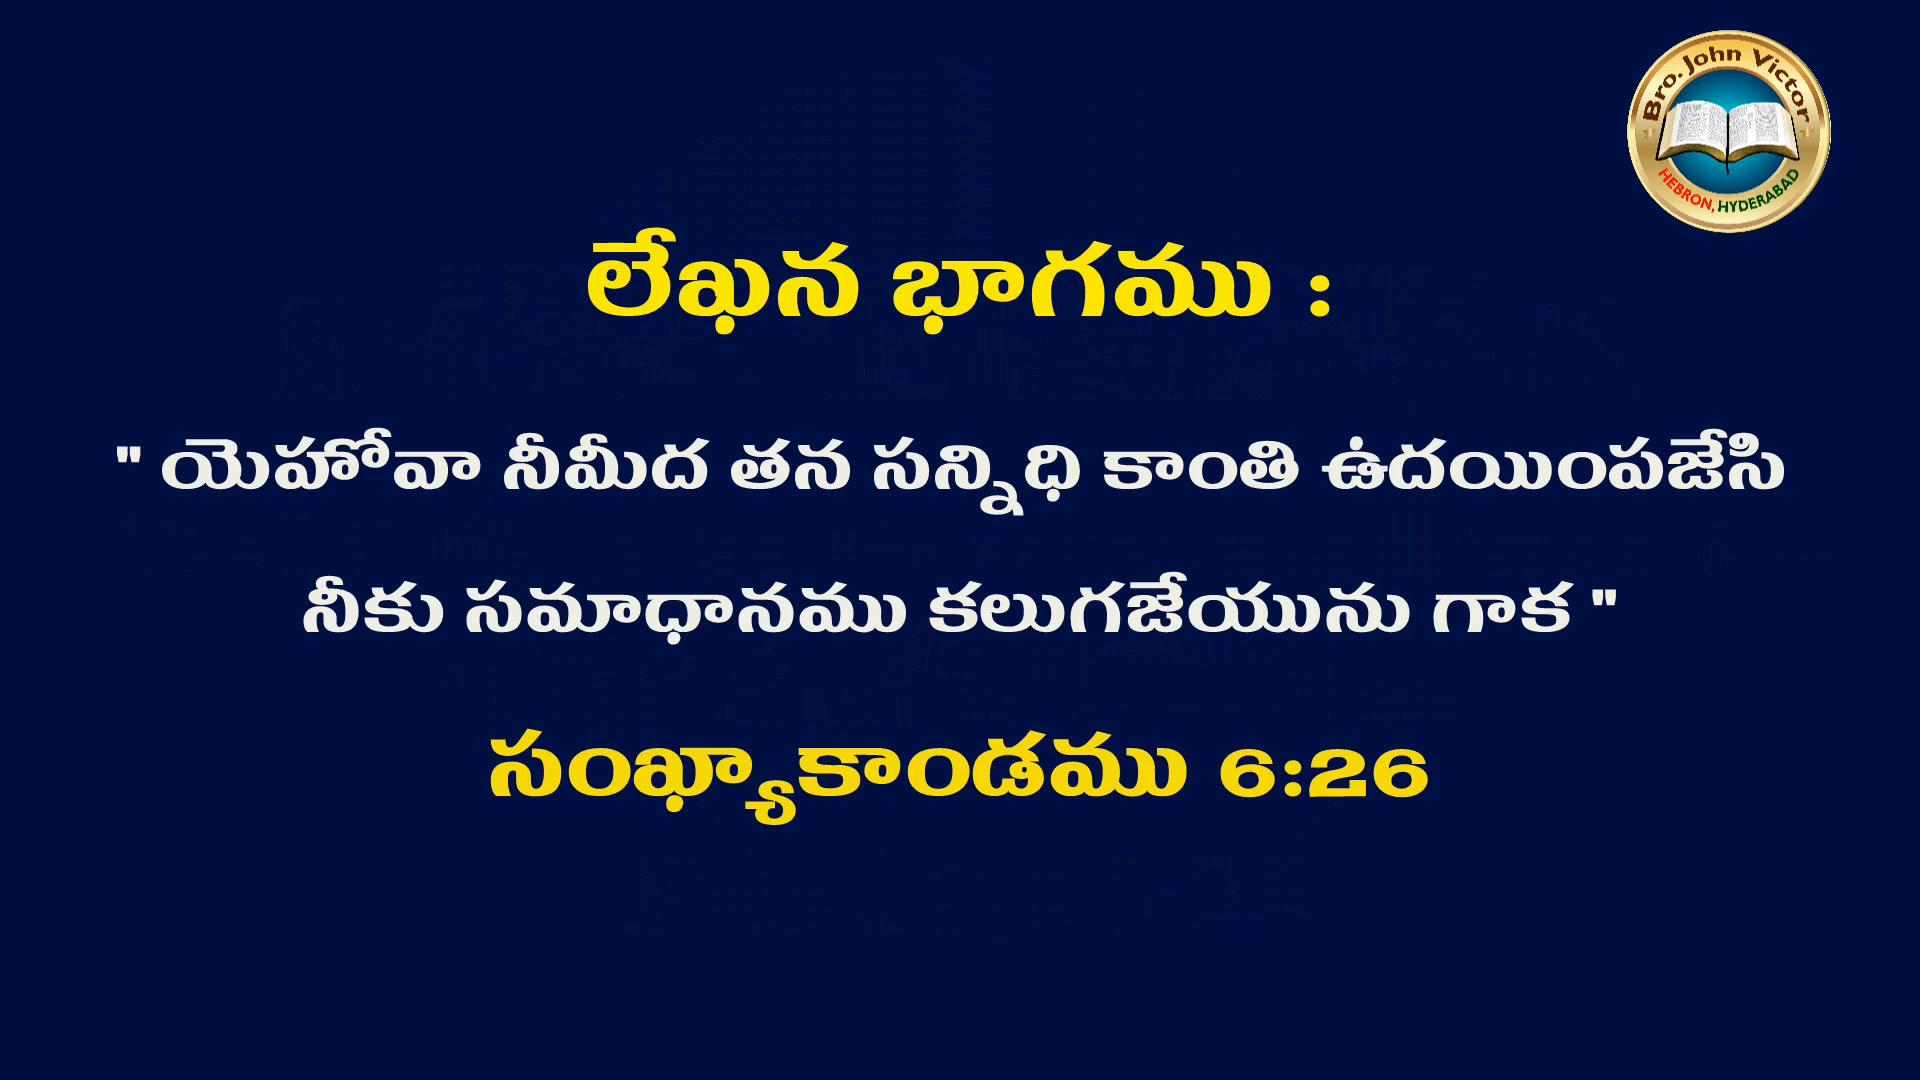 Bro. John Victor
HEBRON, HYDERABAD
లేఖన భాగము :
" యెహోవా నీమీద తన సన్నిధి కాంతి ఉదయింపజేసి
నీకు సమాధానము కలుగజేయును గాక "
సంఖ్యాకాండము 6:26